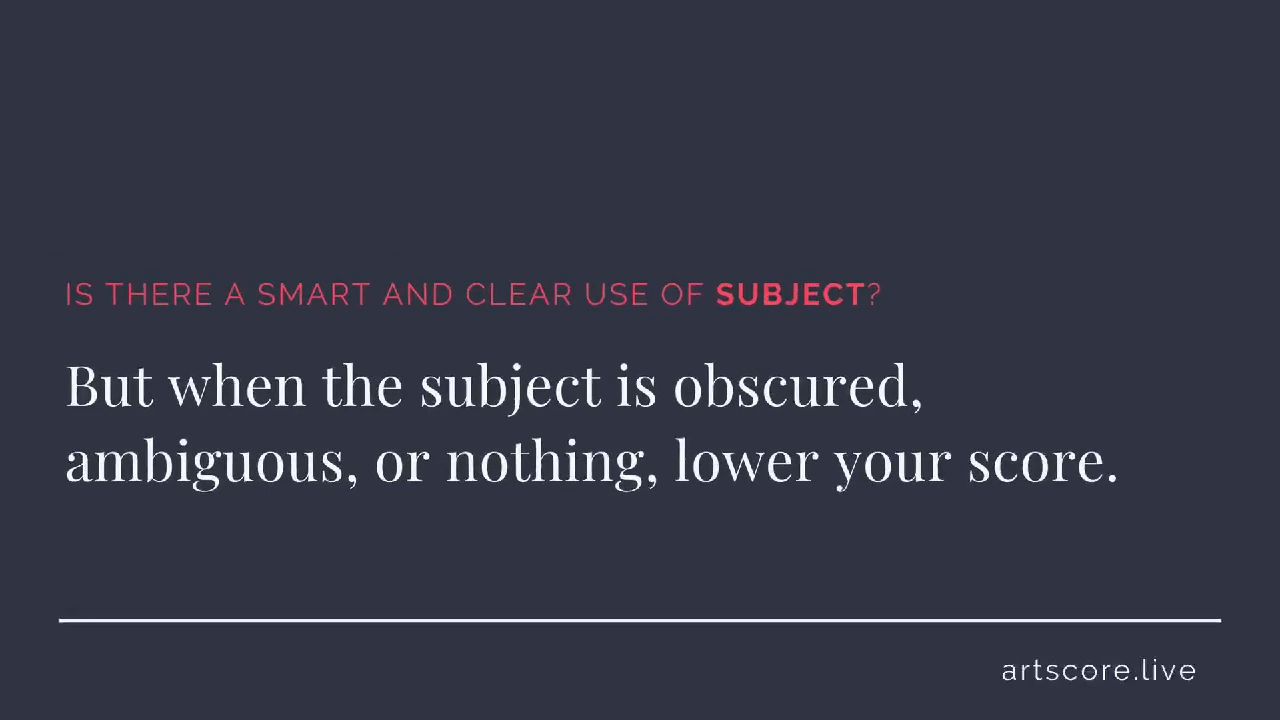 IS THERE A SMART AND CLEAR USE OF SUBJECT?
But when the subject is obscured,
ambiguous, or nothing, lower your score.
artscore.live